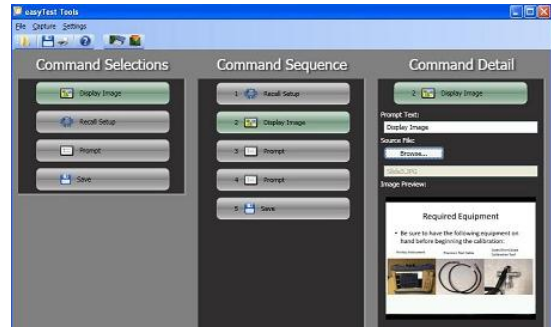 easyTest Tools
File Capture Settings
Command Selections
Display Image
Recall Setup
Prompt
Save
Command Sequence
1 Recall Setup
2 Display Image
3 Prompt
4 Prompt
5 Save
Command Detail
2 Display Image
Prompt Text:
Display Image
Source File:
Browse...
Slide3.JPG
Image Preview:
Required Equipment
• Be sure to have the following equipment on
hand before beginning the calibration: